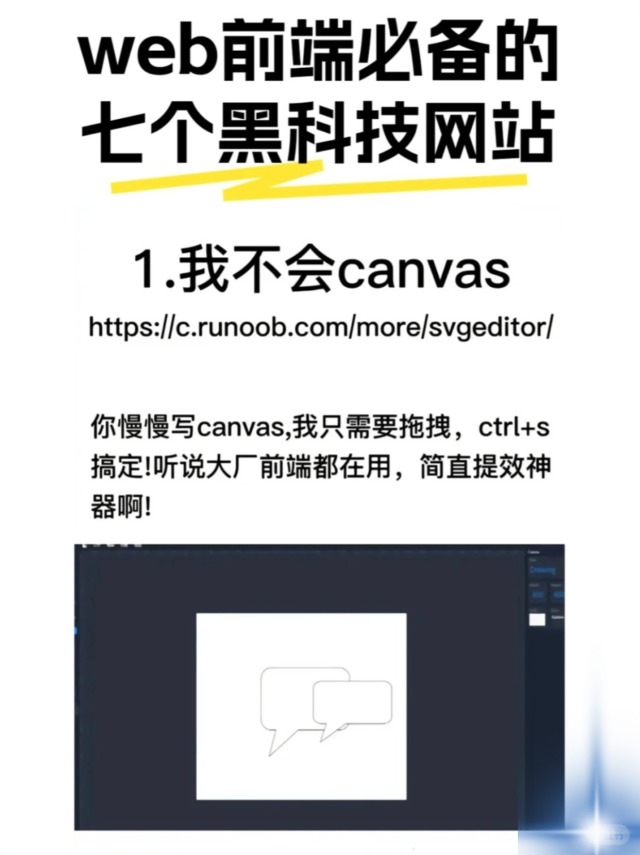 web前端必备的
七个黑科技网站
1.我不会canvas
https://c.runoob.com/more/svgeditor/
你慢慢写canvas,我只需要拖拽，ctrl+s
搞定!听说大厂前端都在用，简直提效神
器啊!